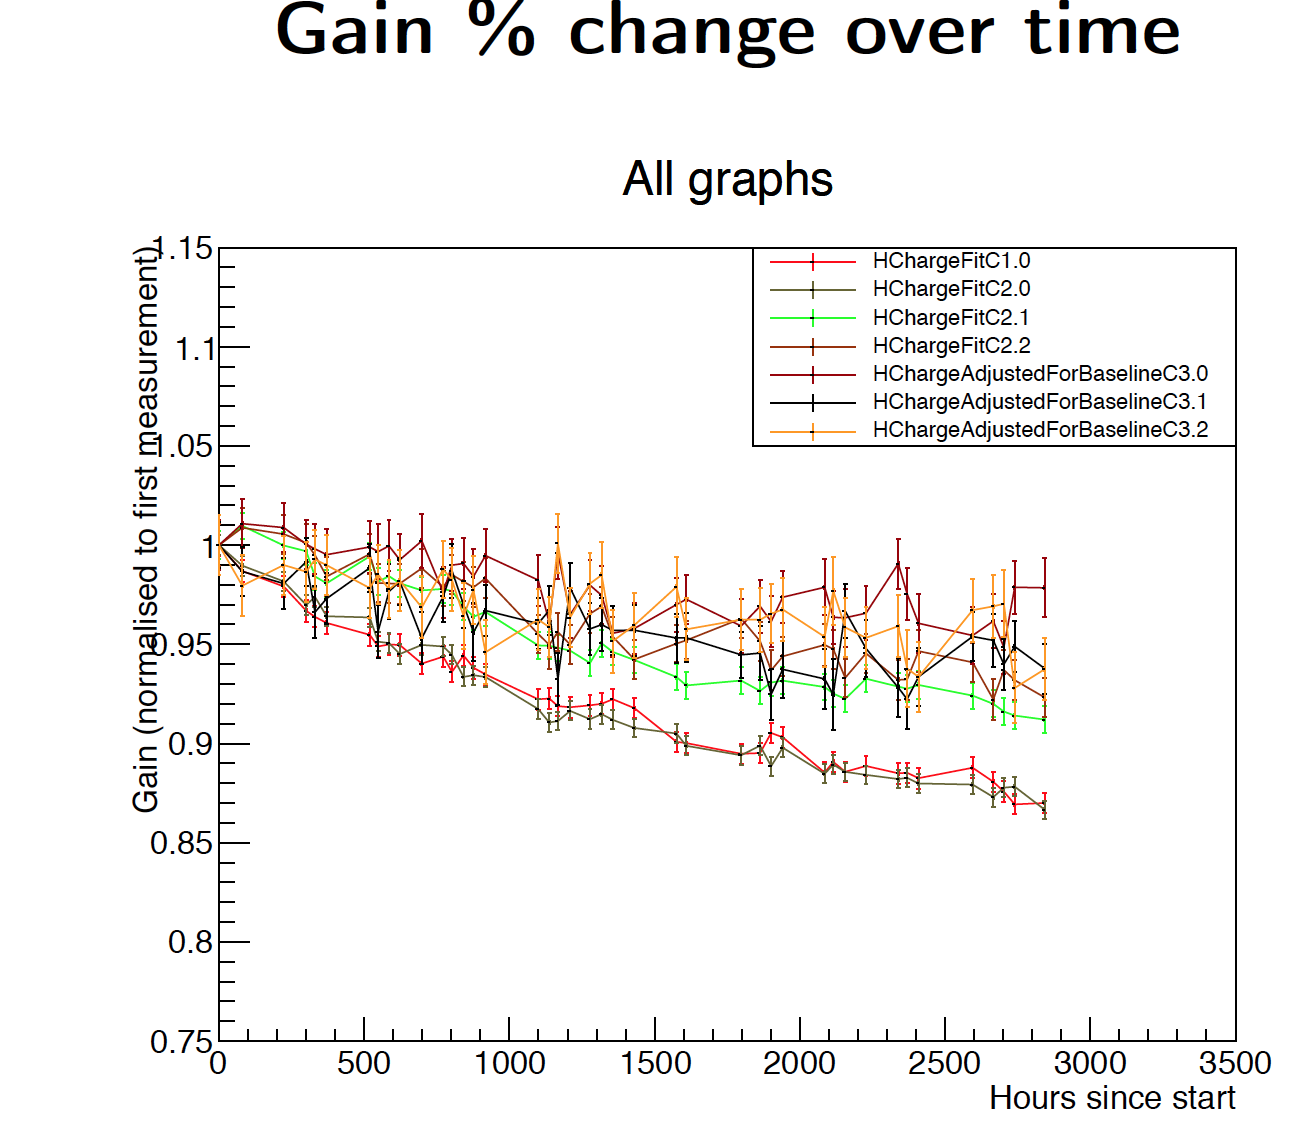 Gain % change over time
All graphs
Gain (normalised to first measurement)
1.15
1.1
1.05
1
0.95
0.9
0.85
0.8
0.75
HChargeFitC1.0
HChargeFitC2.0
HChargeFitC2.1
HChargeFitC2.2
HChargeAdjustedForBaselineC3.0
HChargeAdjustedForBaselineC3.1
HChargeAdjustedForBaselineC3.2
0 500 1000 1500 2000 2500 3000 3500
Hours since start